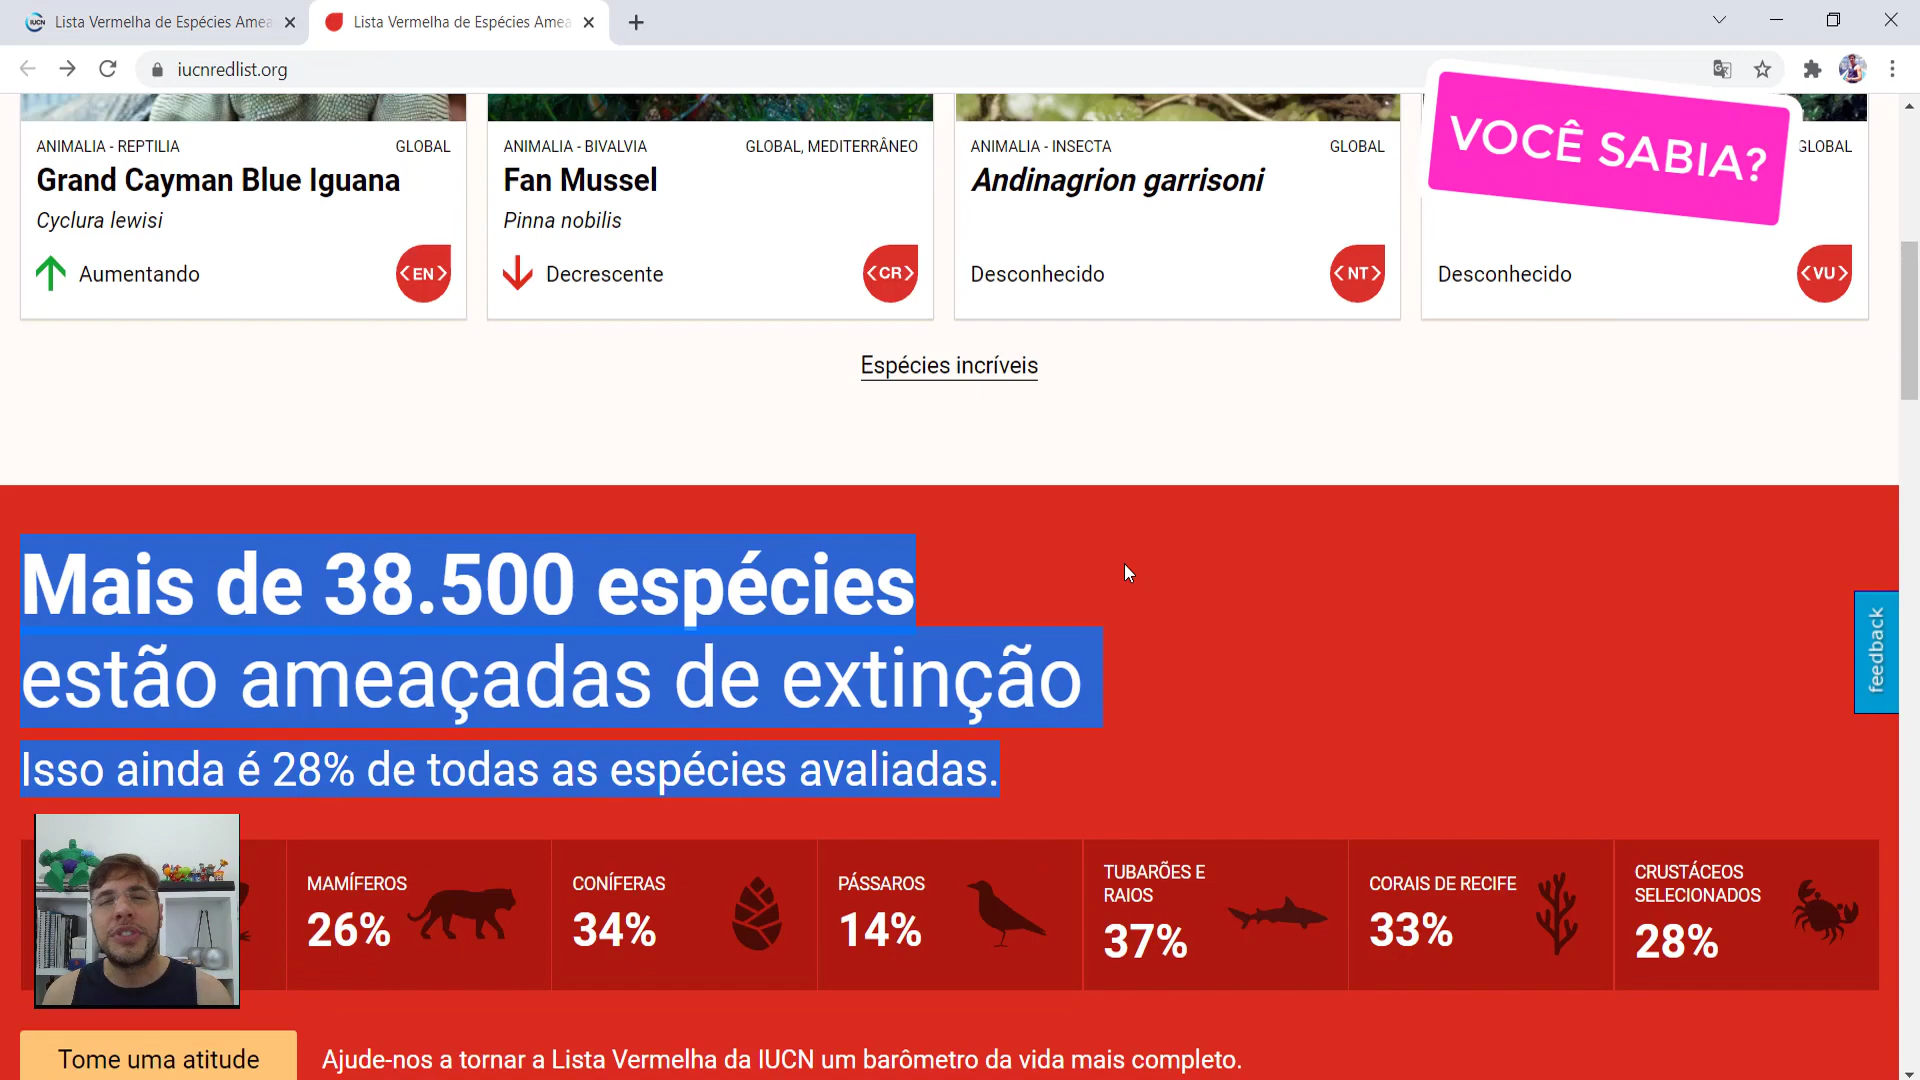 IUCN
Lista Vermelha de Espécies Amea
Lista Vermelha de Espécies Amea
iucnredlist.org
VOCÊ SABIA?
ANIMALIA - REPTILIA
GLOBAL
Grand Cayman Blue Iguana
Cyclura lewisi
Aumentando
<EN>
ANIMALIA - BIVALVIA
GLOBAL, MEDITERRÂNEO
Fan Mussel
Pinna nobilis
Decrescente
<CR>
ANIMALIA - INSECTA
GLOBAL
Andinagrion garrisoni
Desconhecido
<NT>
GLOBAL
Desconhecido
<VU>
Espécies incríveis
Mais de 38.500 espécies
estão ameaçadas de extinção
Isso ainda é 28% de todas as espécies avaliadas.
feedback
MAMÍFEROS
26%
CONÍFERAS
34%
PÁSSAROS
14%
TUBARÕES E
RAIOS
37%
CORAIS DE RECIFE
33%
CRUSTÁCEOS
SELECIONADOS
28%
Tome uma atitude
Ajude-nos a tornar a Lista Vermelha da IUCN um barômetro da vida mais completo.